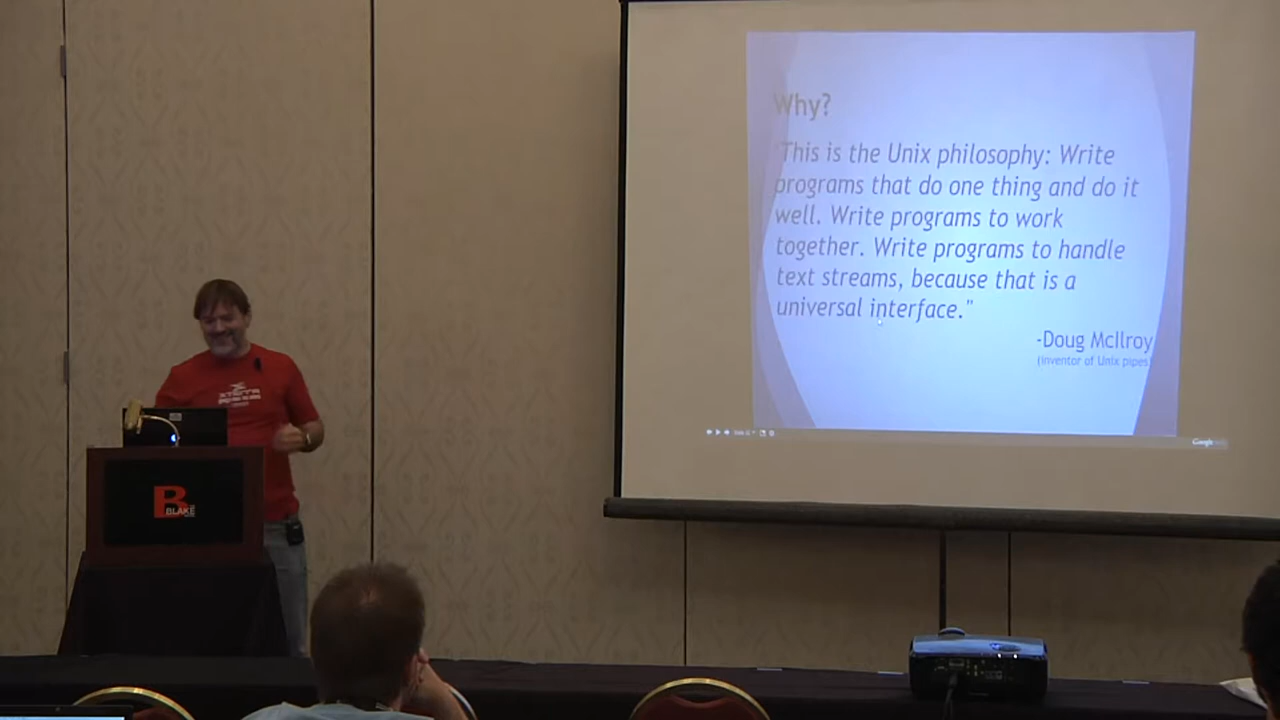 Why?
"This is the Unix philosophy: Write
programs that do one thing and do it
well. Write programs to work
together. Write programs to handle
text streams, because that is a
universal interface."
-Doug McIlroy
(inventor of Unix pipes)
Google
B
BLAKE